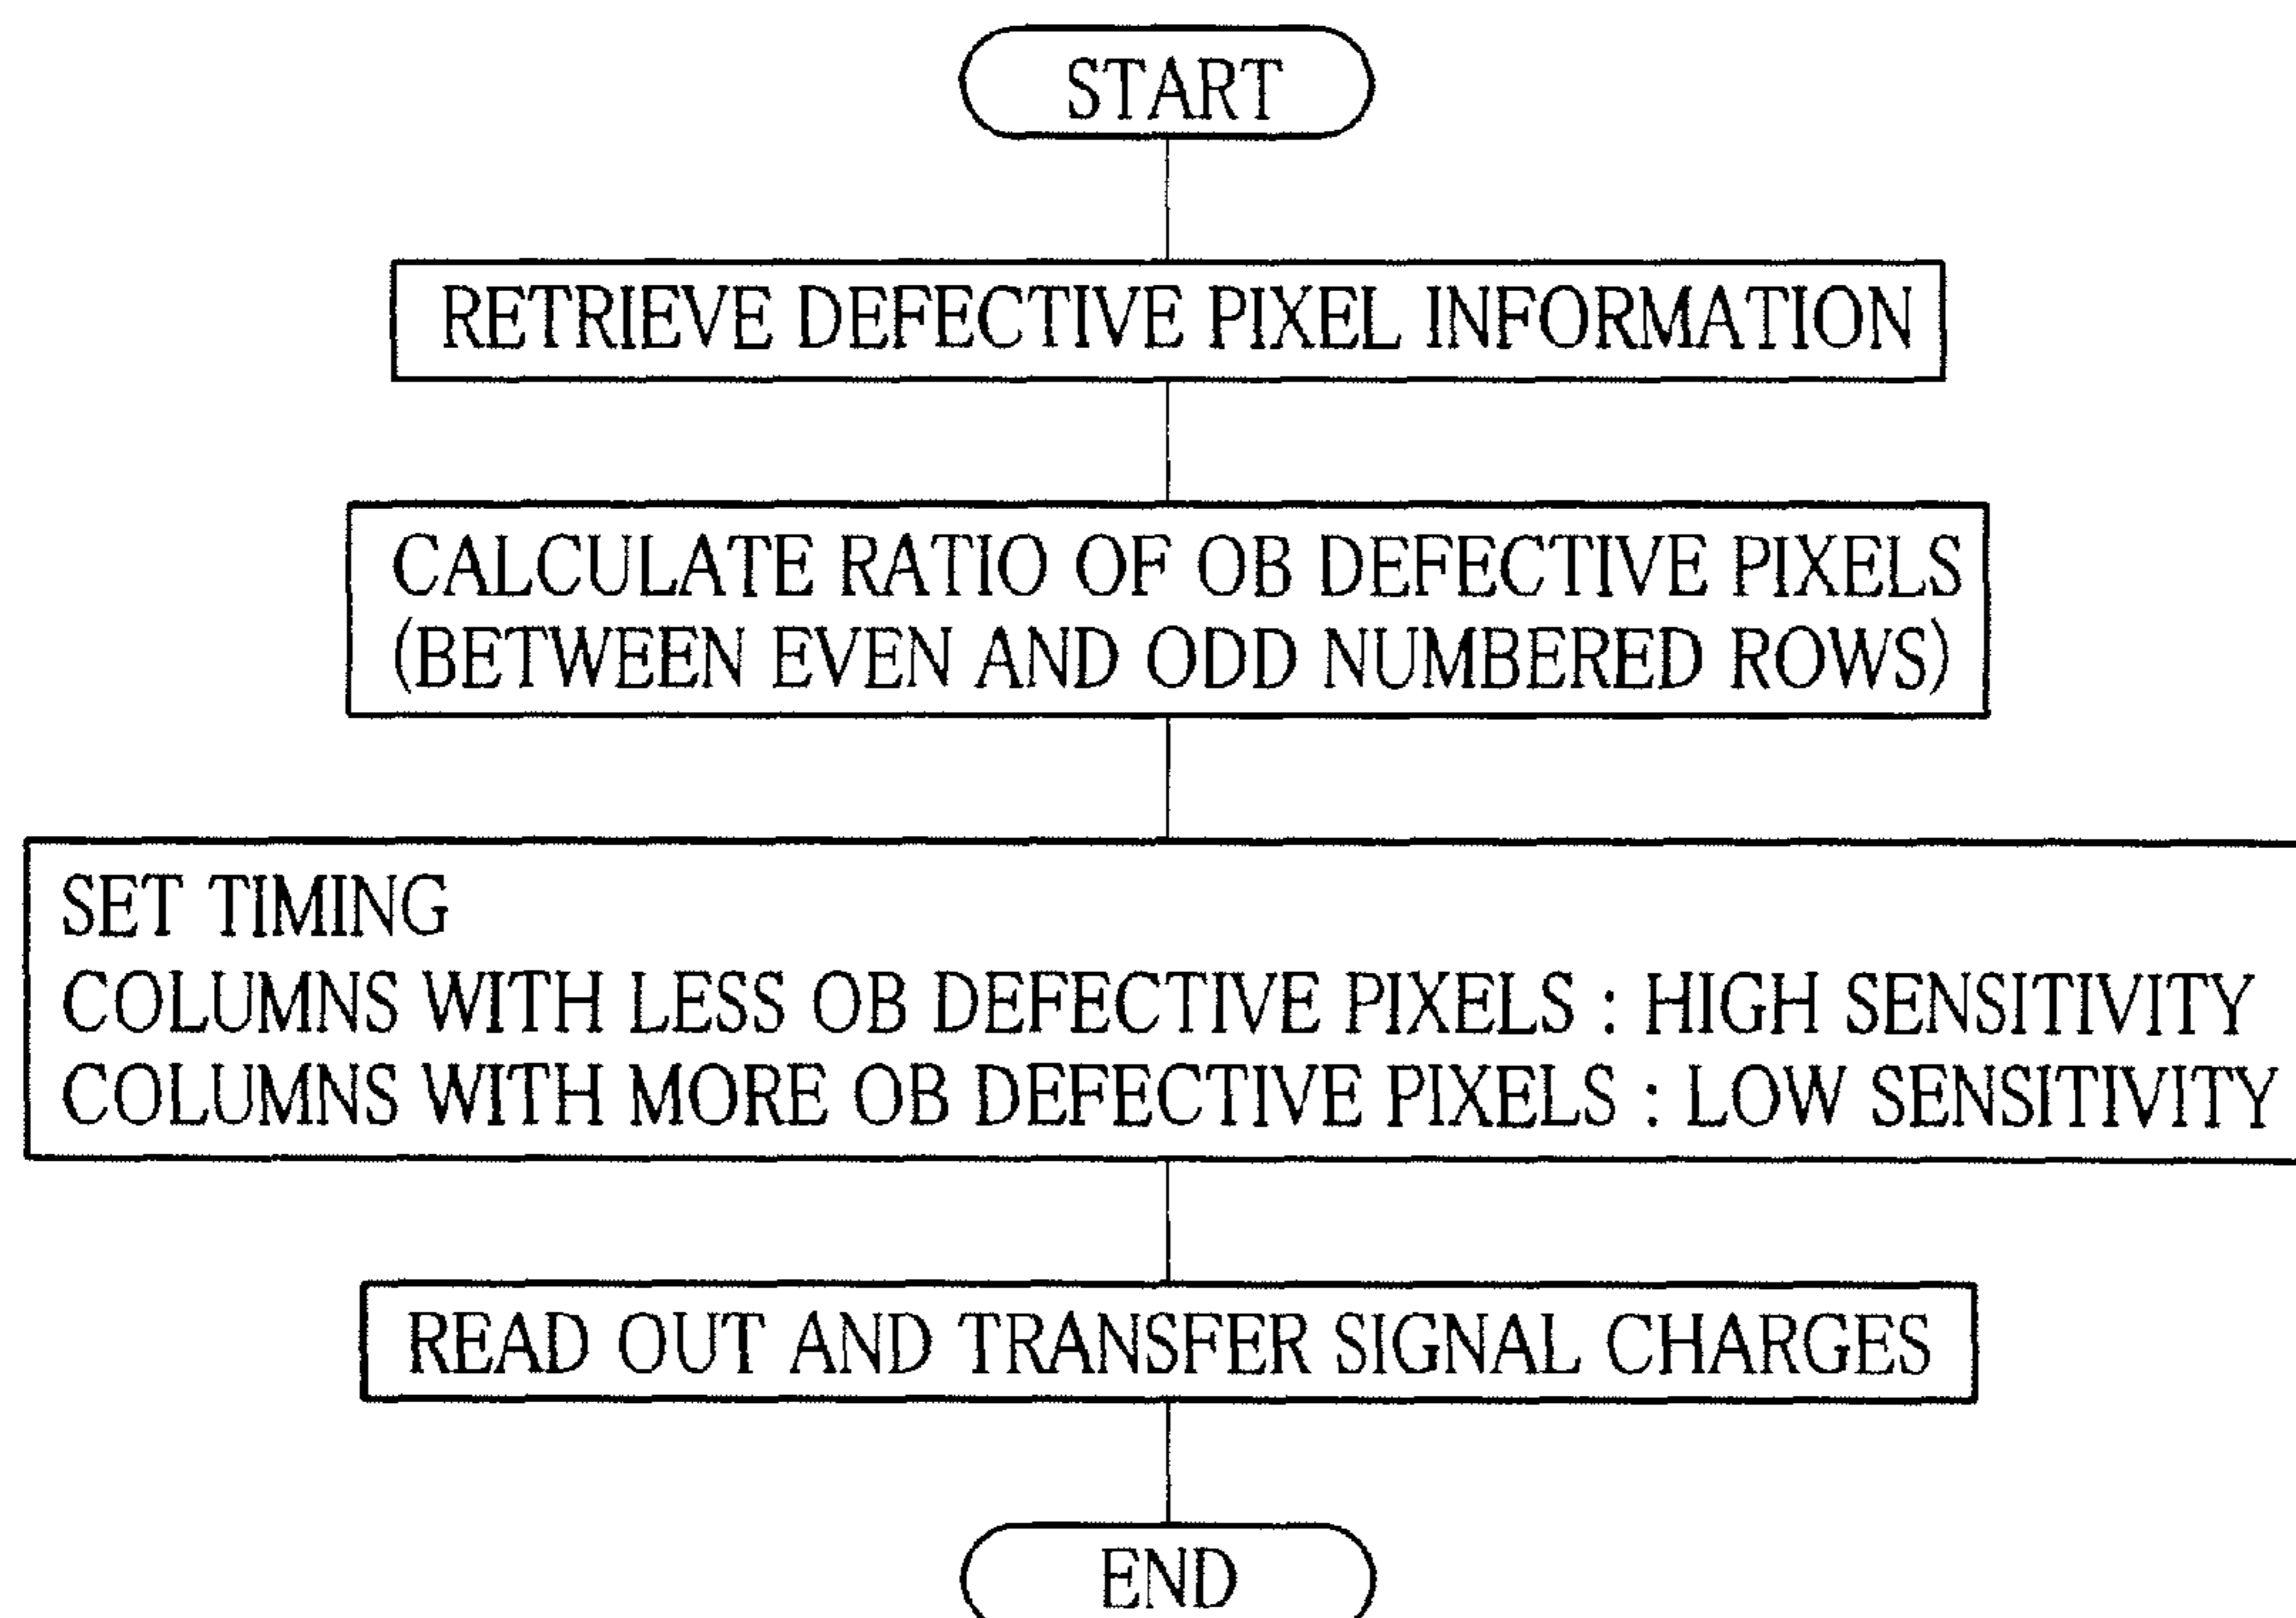 START
RETRIEVE DEFECTIVE PIXEL INFORMATION
CALCULATE RATIO OF OB DEFECTIVE PIXELS
(BETWEEN EVEN AND ODD NUMBERED ROWS)
SET TIMING
COLUMNS WITH LESS OB DEFECTIVE PIXELS : HIGH SENSITIVITY
COLUMNS WITH MORE OB DEFECTIVE PIXELS : LOW SENSITIVITY
READ OUT AND TRANSFER SIGNAL CHARGES
END